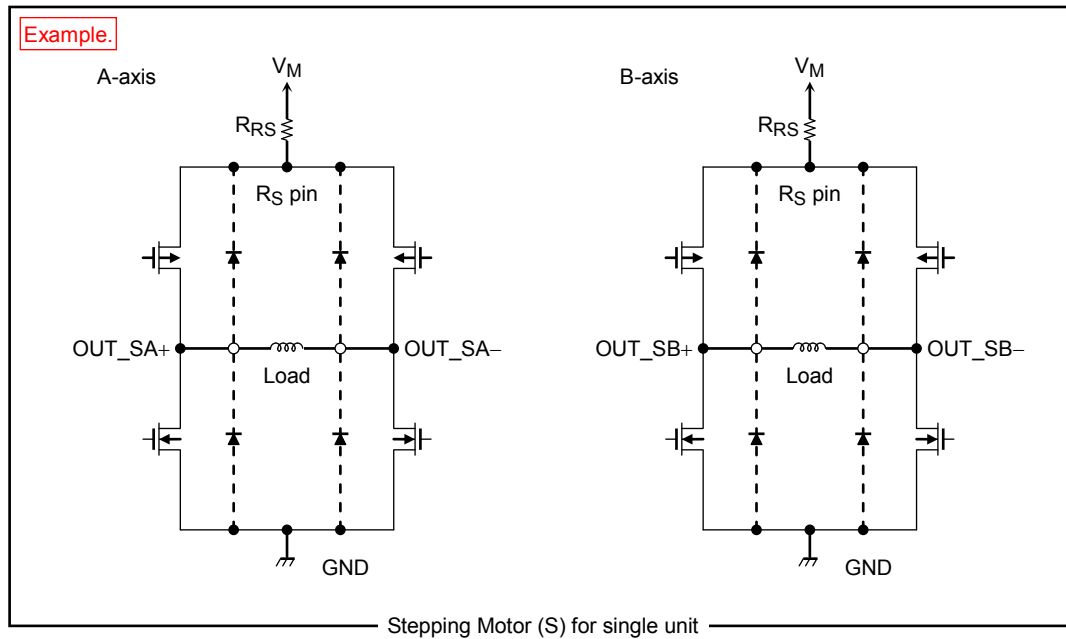 Example.
A-axis
VM
RRS
RS pin
OUT_SA+
OUT_SA−
Load
GND
B-axis
VM
RRS
RS pin
OUT_SB+
OUT_SB−
Load
GND
Stepping Motor (S) for single unit